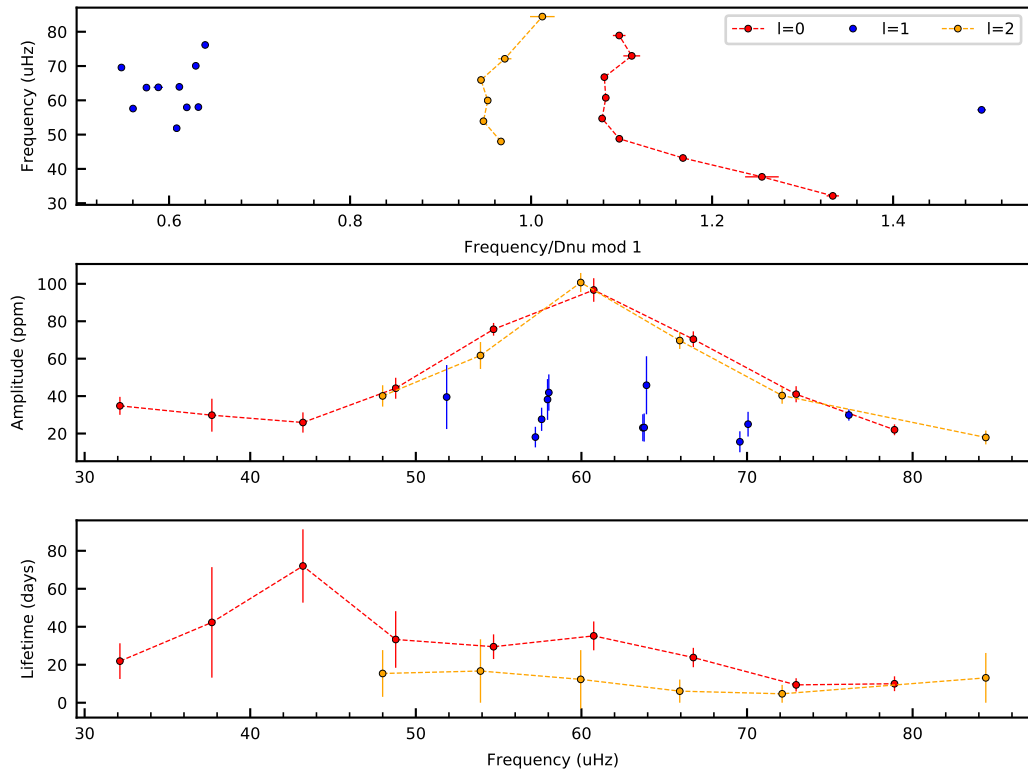 l=0 l=1 l=2
Frequency (uHz)
80
70
60
50
40
30
0.6 0.8 1.0 1.2 1.4
Frequency/Dnu mod 1
Amplitude (ppm)
100
80
60
40
20
30 40 50 60 70 80
Lifetime (days)
80
60
40
20
0
30 40 50 60 70 80
Frequency (uHz)